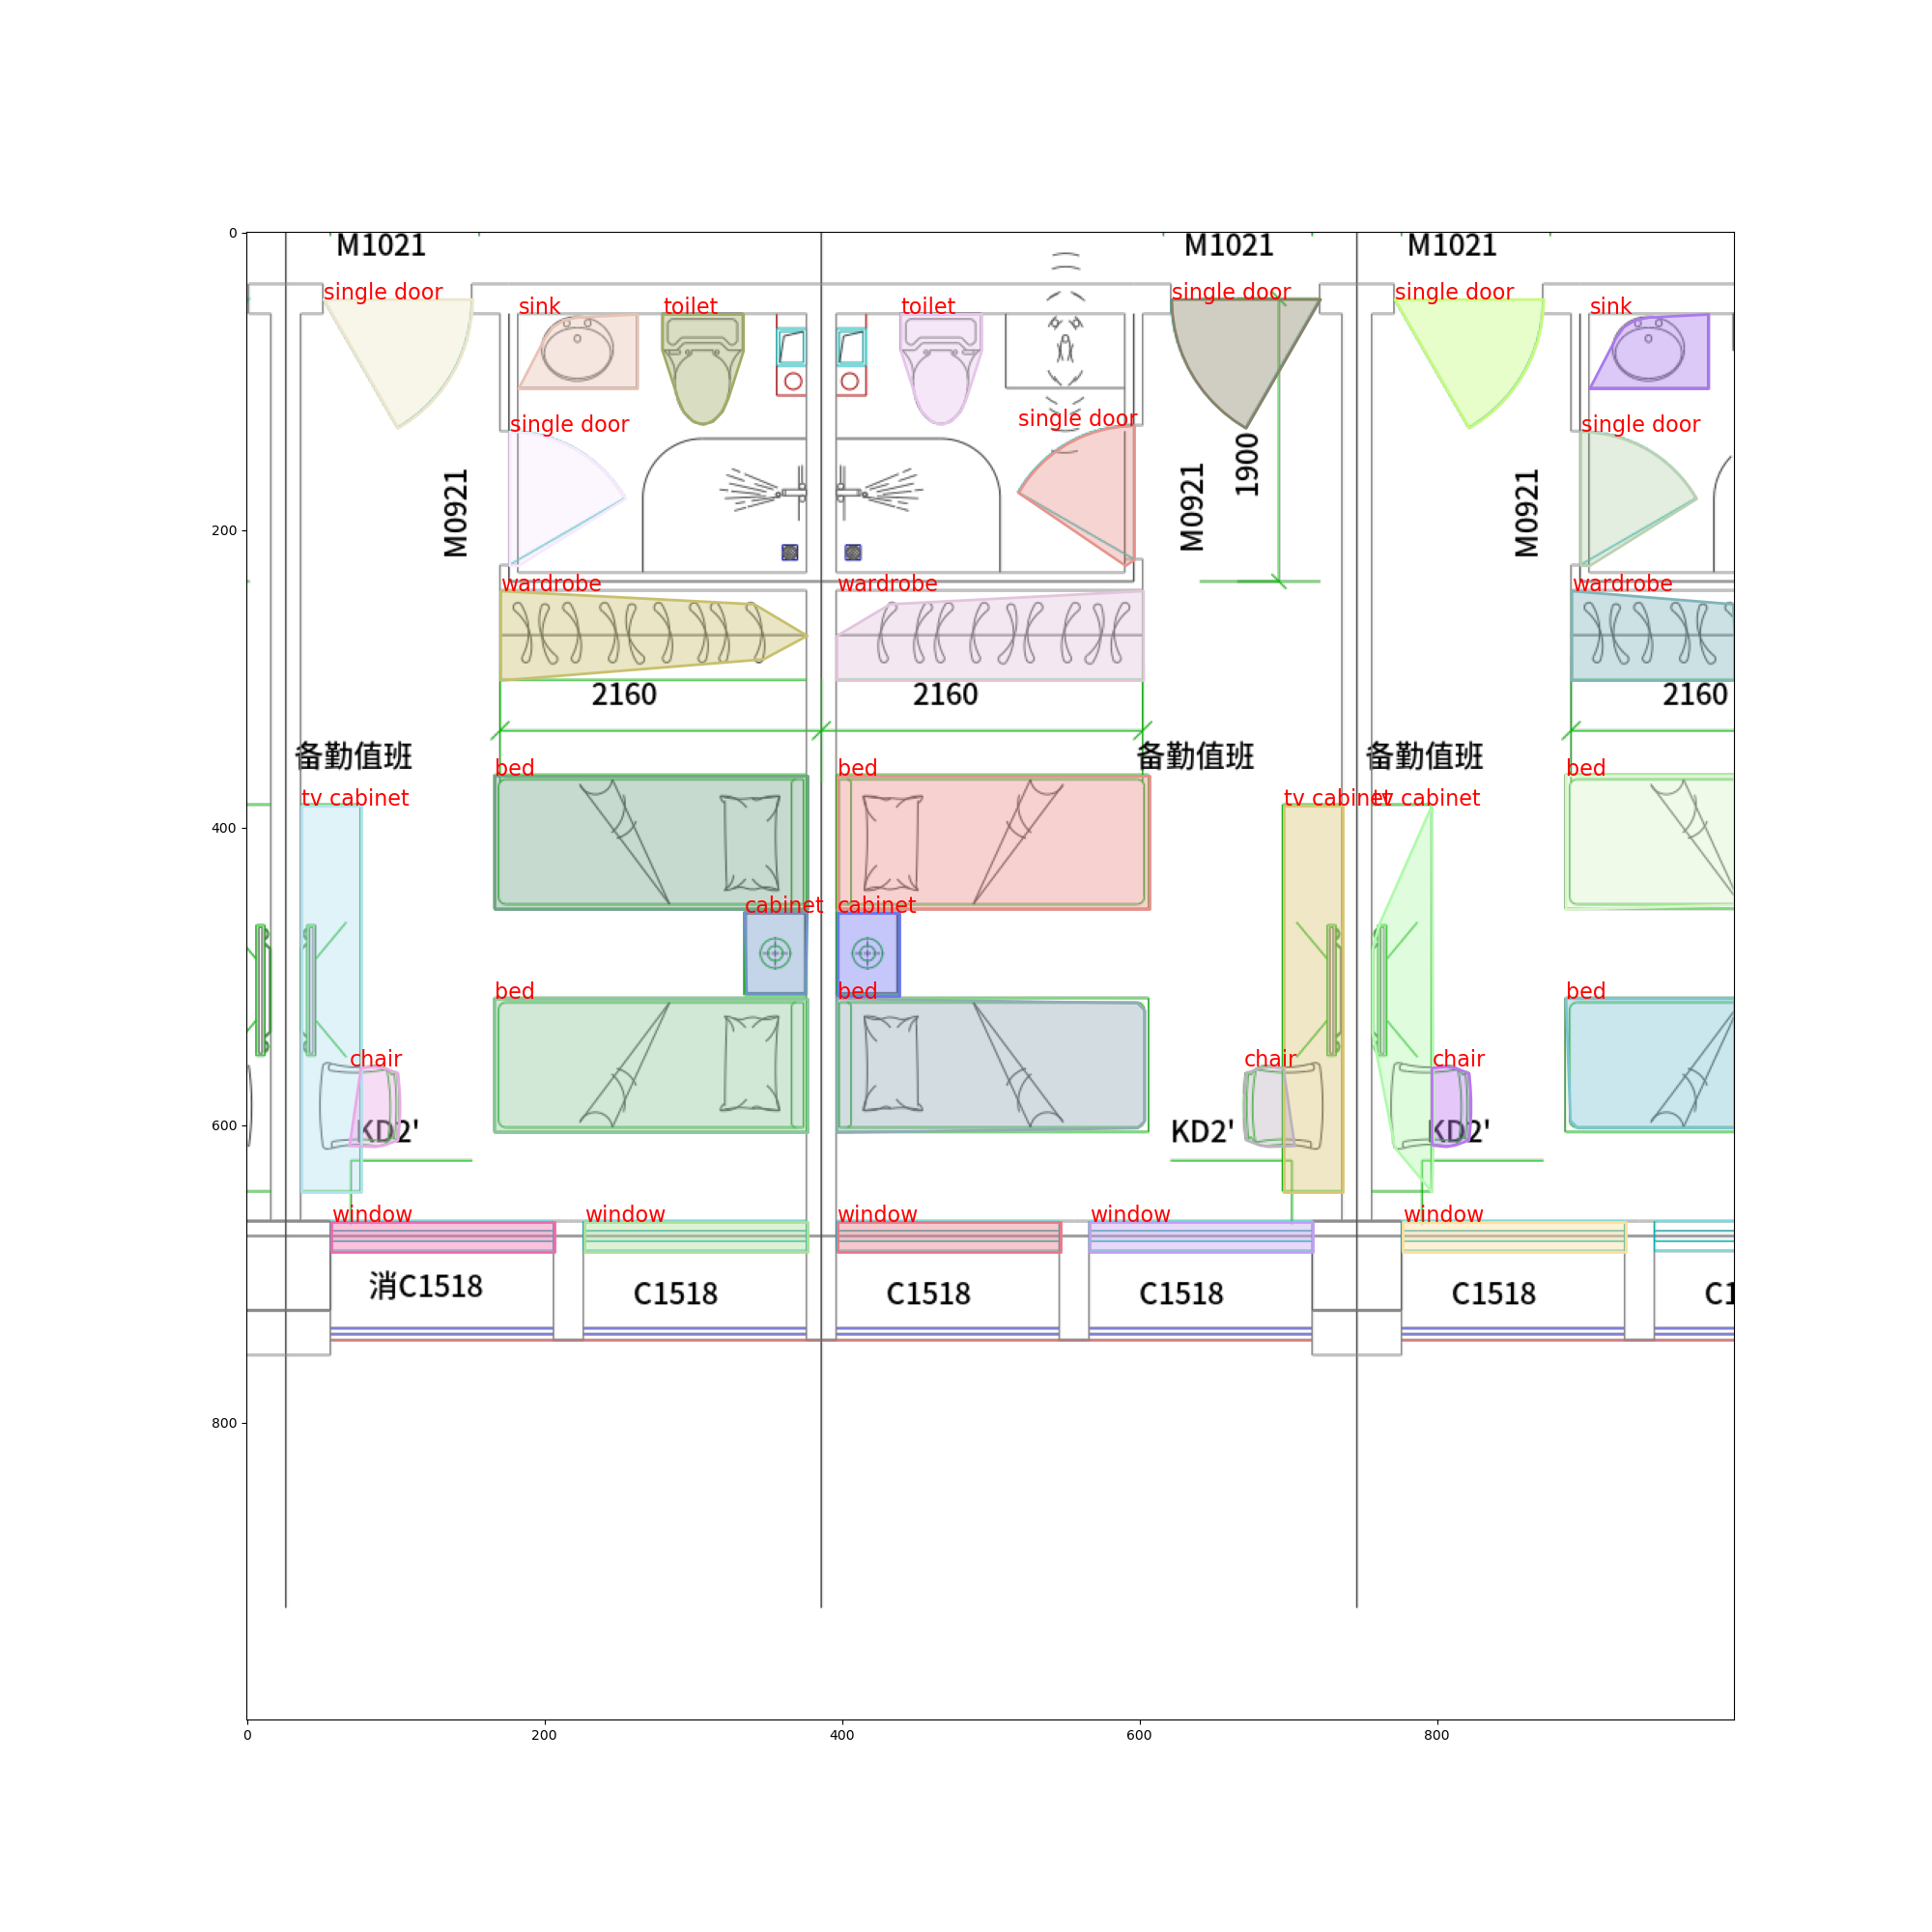 0
M1021
M1021
M1021
single door
single door
single door
sink
toilet
toilet
sink
single door
single door
single door
M0921
M0921
1900
M0921
200
wardrobe
wardrobe
wardrobe
2160
2160
2160
备勤值班
备勤值班
备勤值班
bed
bed
bed
tv cabinet
tv cabinet
tv cabinet
400
cabinet
cabinet
bed
bed
bed
chair
chair
chair
600
KD2'
KD2'
KD2'
window
window
window
window
window
消C1518
C1518
C1518
C1518
C1518
C1
800
0
200
400
600
800